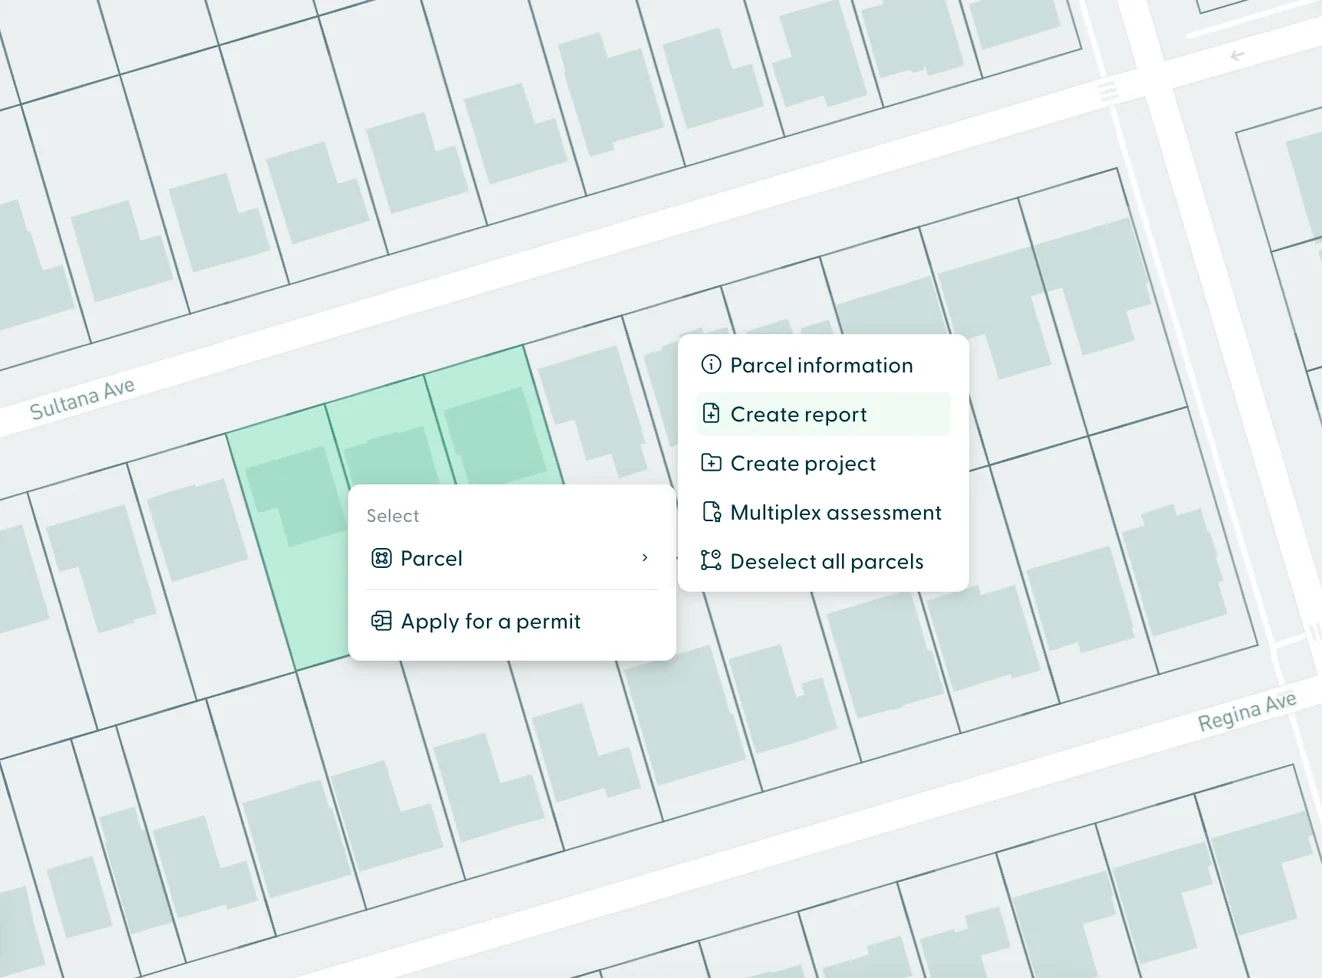 Sultana Ave
Select
Parcel
Apply for a permit
Parcel information
Create report
Create project
Multiplex assessment
Deselect all parcels
Regina Ave